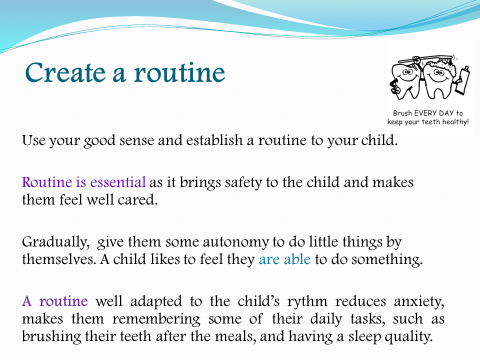 Create a routine
Brush EVERY DAY to
keep your teeth healthy!
Use your good sense and establish a routine to your child.
Routine is essential as it brings safety to the child and makes
them feel well cared.
Gradually, give them some autonomy to do little things by
themselves. A child likes to feel they are able to do something.
A routine well adapted to the child's rythm reduces anxiety,
makes them remembering some of their daily tasks, such as
brushing their teeth after the meals, and having a sleep quality.